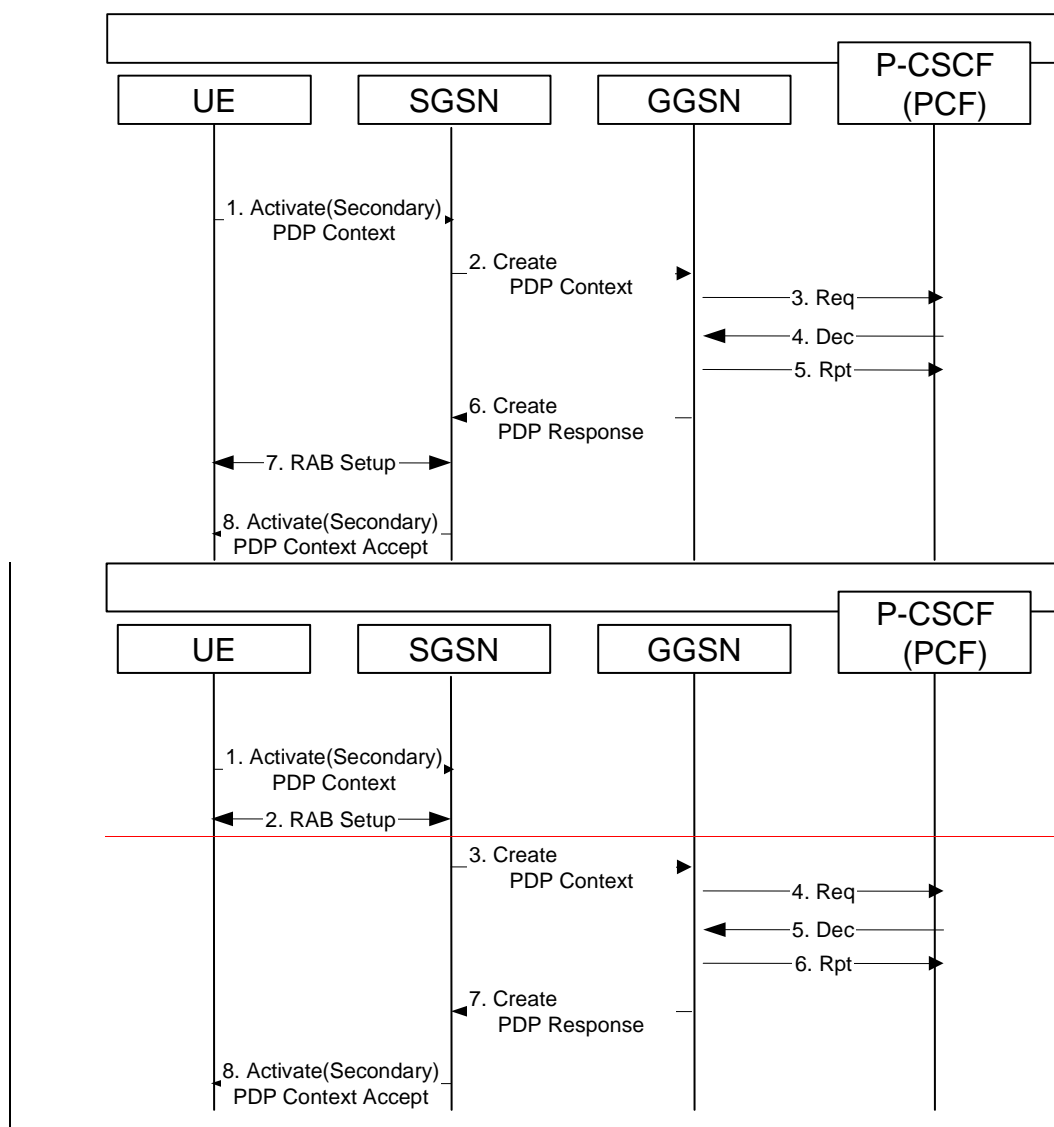 P-CSCF
(PCF)
UE
SGSN
GGSN
1. Activate(Secondary)
PDP Context
2. Create
PDP Context
3. Req
4. Dec
5. Rpt
6. Create
PDP Response
7. RAB Setup
8. Activate(Secondary)
PDP Context Accept
P-CSCF
(PCF)
UE
SGSN
GGSN
1. Activate(Secondary)
PDP Context
2. RAB Setup
3. Create
PDP Context
4. Req
5. Dec
6. Rpt
7. Create
PDP Response
8. Activate(Secondary)
PDP Context Accept